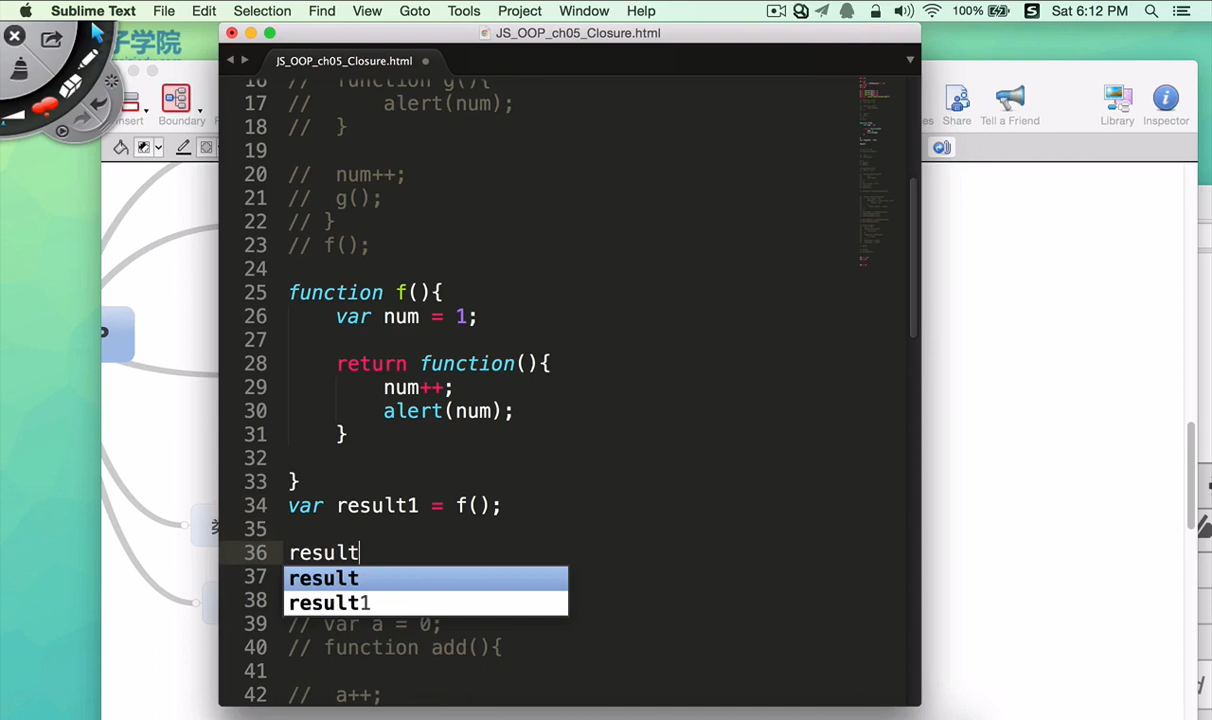 Sublime Text File Edit Selection Find View Goto Tools Project Window Help 100% Sat 6:12 PM
子学院
JS_OOP_ch05_Closure.html
JS_OOP_ch05_Closure.html
Boundary
Share
Tell a Friend
Library
Inspector
16 // function g(){
17 // alert(num);
18 // }
19
20 // num++;
21 // g();
22 // }
23 // f();
24
25 function f(){
26 var num = 1;
27
28 return function(){
29 num++;
30 alert(num);
31 }
32
33 }
34 var result1 = f();
35
36 result
37 result
38 result1
39 // var a = 0;
40 // function add(){
41
42 // a++;